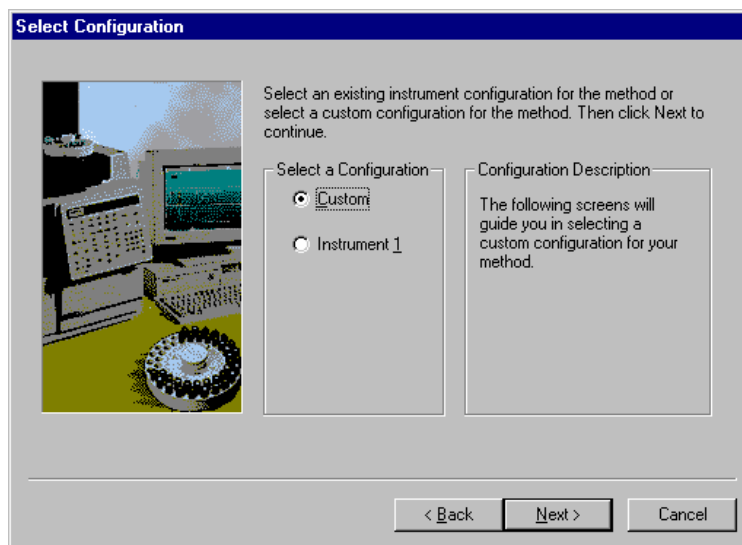 Select Configuration
Select an existing instrument configuration for the method or
select a custom configuration for the method. Then click Next to
continue.
Select a Configuration
Custom
Instrument 1
Configuration Description
The following screens will
guide you in selecting a
custom configuration for your
method.
< Back
Next >
Cancel